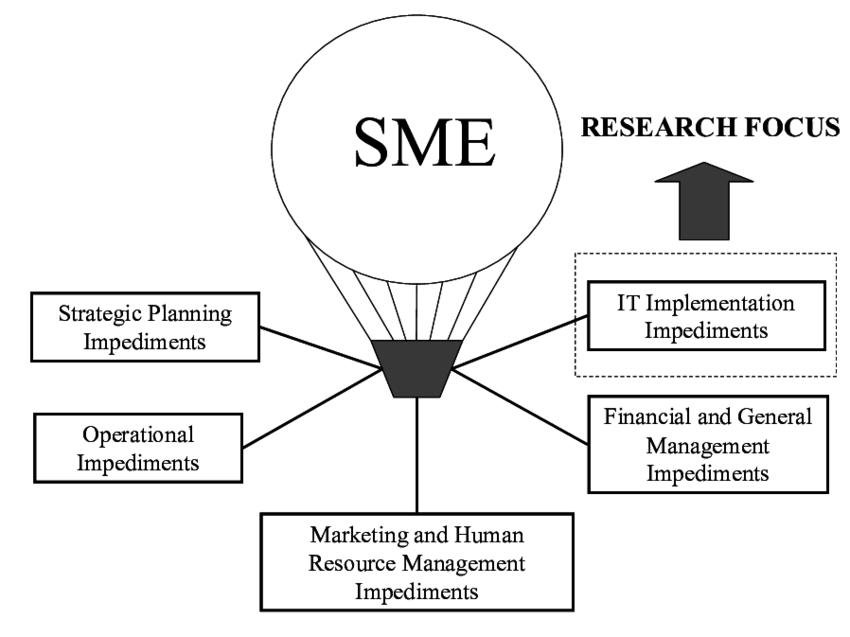 SME
RESEARCH FOCUS
Strategic Planning
Impediments
IT Implementation
Impediments
Operational
Impediments
Financial and General
Management
Impediments
Marketing and Human
Resource Management
Impediments